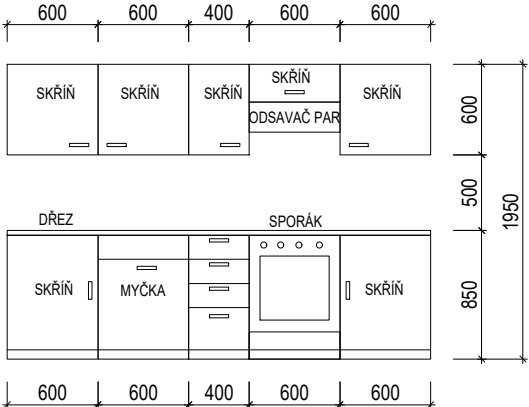 600 600 400 600 600
SKŘÍŇ
SKŘÍŇ SKŘÍŇ SKŘÍŇ SKŘÍŇ
ODSAVAČ PAR
600
500
1950
DŘEZ SPORÁK
SKŘÍŇ MYČKA SKŘÍŇ
850
600 600 400 600 600